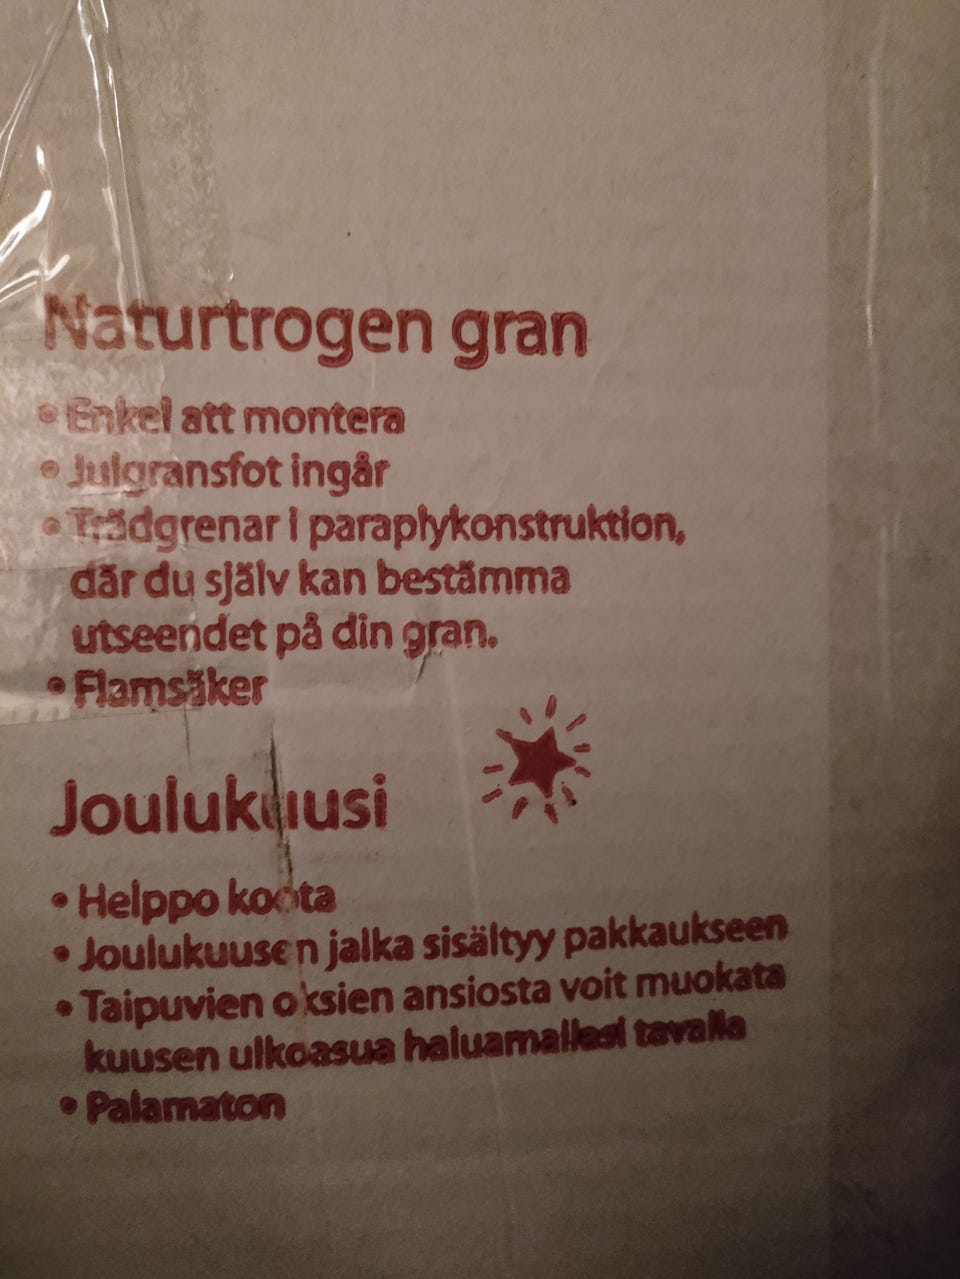 Naturtrogen gran
• Enkel att montera
• Julgransfot ingår
• Trädgrenar i paraplykonstruktion,
där du själv kan bestämma
utseendet på din gran.
• Flamsäker
Joulukuusi
• Helppo koota
• Joulukuusen jalka sisältyy pakkaukseen
• Taipuvien oksien ansiosta voit muokata
kuusen ulkoasua haluamallasi tavalla
• Palamaton